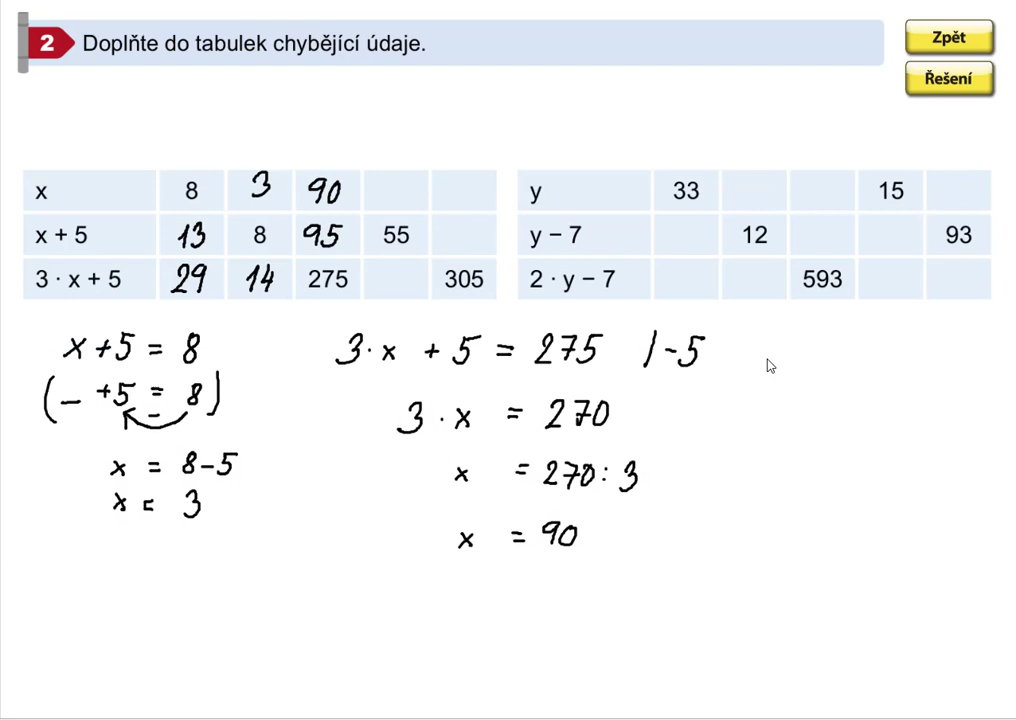 2 Doplňte do tabulek chybějící údaje.
Zpět
Řešení
x 8 3 90
x + 5 13 8 95 55
3 · x + 5 29 14 275 305
y 33 15
y − 7 12 93
2 · y − 7 593
x + 5 = 8
( − +5 = 8 )
−
x = 8 − 5
x = 3
3 · x + 5 = 275 / − 5
3 · x = 270
x = 270 : 3
x = 90